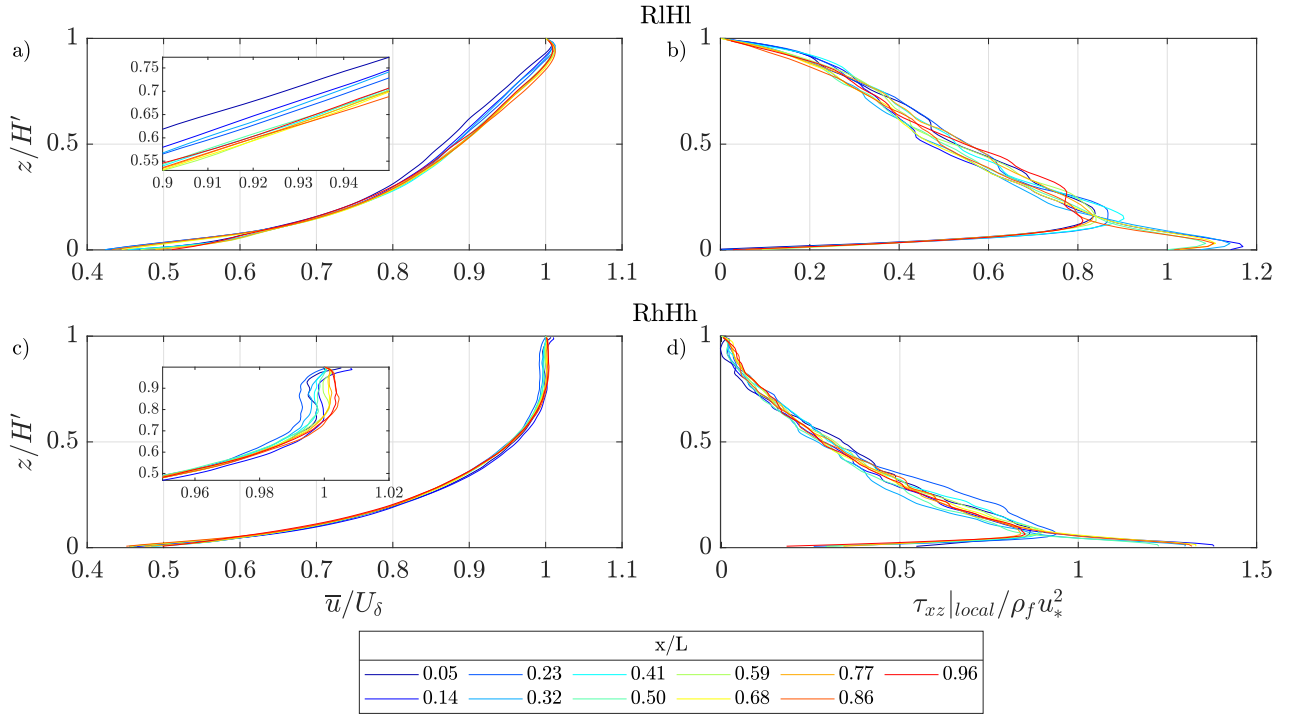 RlHl
a)
1
0.5
0
z/H′
0.75
0.7
0.65
0.6
0.55
0.9 0.91 0.92 0.93 0.94
0.4 0.5 0.6 0.7 0.8 0.9 1 1.1
b)
1
0.5
0
0 0.2 0.4 0.6 0.8 1 1.2
RhHh
c)
1
0.5
0
z/H′
0.9
0.8
0.7
0.6
0.5
0.96 0.98 1 1.02
0.4 0.5 0.6 0.7 0.8 0.9 1 1.1
u̅/U_δ
d)
1
0.5
0
0 0.5 1 1.5
τ_xz|_local/ρ_f u_*^2
x/L
0.05 0.23 0.41 0.59 0.77 0.96
0.14 0.32 0.50 0.68 0.86